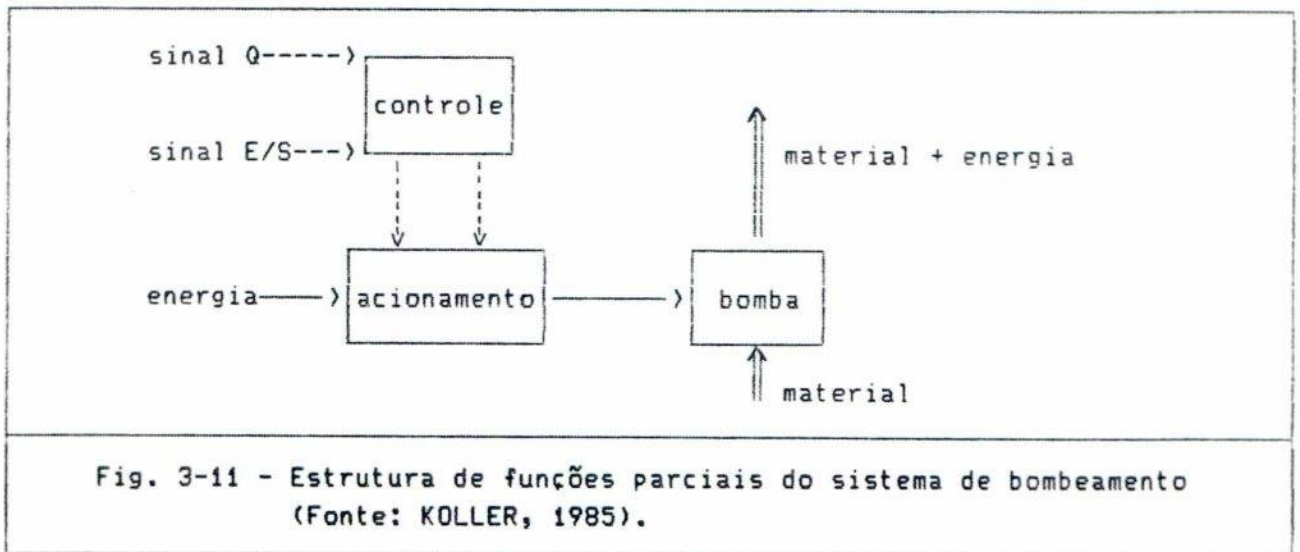 sinal Q----->
controle
sinal E/S--->
material + energia
energia——>
acionamento
——————>
bomba
material
Fig. 3-11 - Estrutura de funções parciais do sistema de bombeamento
(Fonte: KOLLER, 1985).